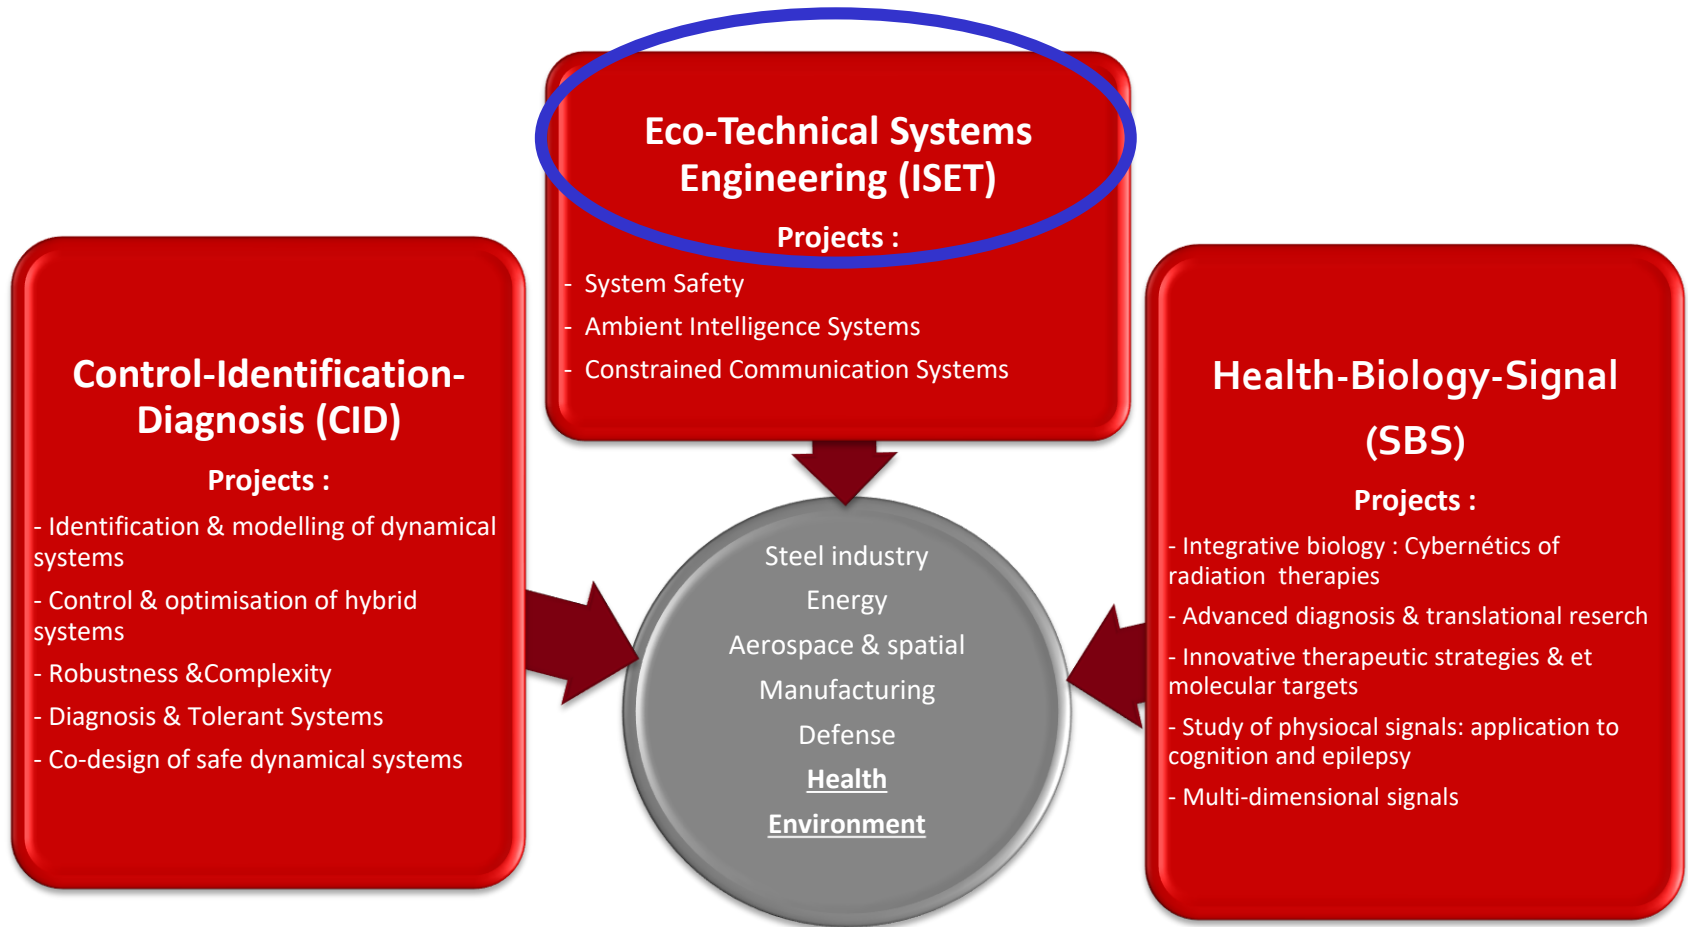 Eco-Technical Systems
Engineering (ISET)
Projects :
- System Safety
- Ambient Intelligence Systems
- Constrained Communication Systems
Control-Identification-
Diagnosis (CID)
Projects :
- Identification & modelling of dynamical
systems
- Control & optimisation of hybrid
systems
- Robustness &Complexity
- Diagnosis & Tolerant Systems
- Co-design of safe dynamical systems
Steel industry
Energy
Aerospace & spatial
Manufacturing
Defense
Health
Environment
Health-Biology-Signal
(SBS)
Projects :
- Integrative biology : Cybernétics of
radiation therapies
- Advanced diagnosis & translational reserch
- Innovative therapeutic strategies & et
molecular targets
- Study of physiocal signals: application to
cognition and epilepsy
- Multi-dimensional signals